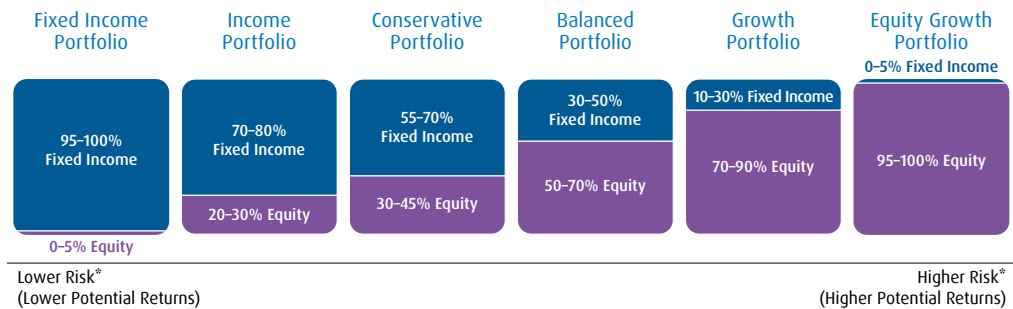 Fixed Income
Portfolio
Income
Portfolio
Conservative
Portfolio
Balanced
Portfolio
Growth
Portfolio
Equity Growth
Portfolio
0–5% Fixed Income
95–100%
Fixed Income
70–80%
Fixed Income
55–70%
Fixed Income
30–50%
Fixed Income
10–30% Fixed Income
0–5% Equity
20–30% Equity
30–45% Equity
50–70% Equity
70–90% Equity
95–100% Equity
Lower Risk*
(Lower Potential Returns)
Higher Risk*
(Higher Potential Returns)